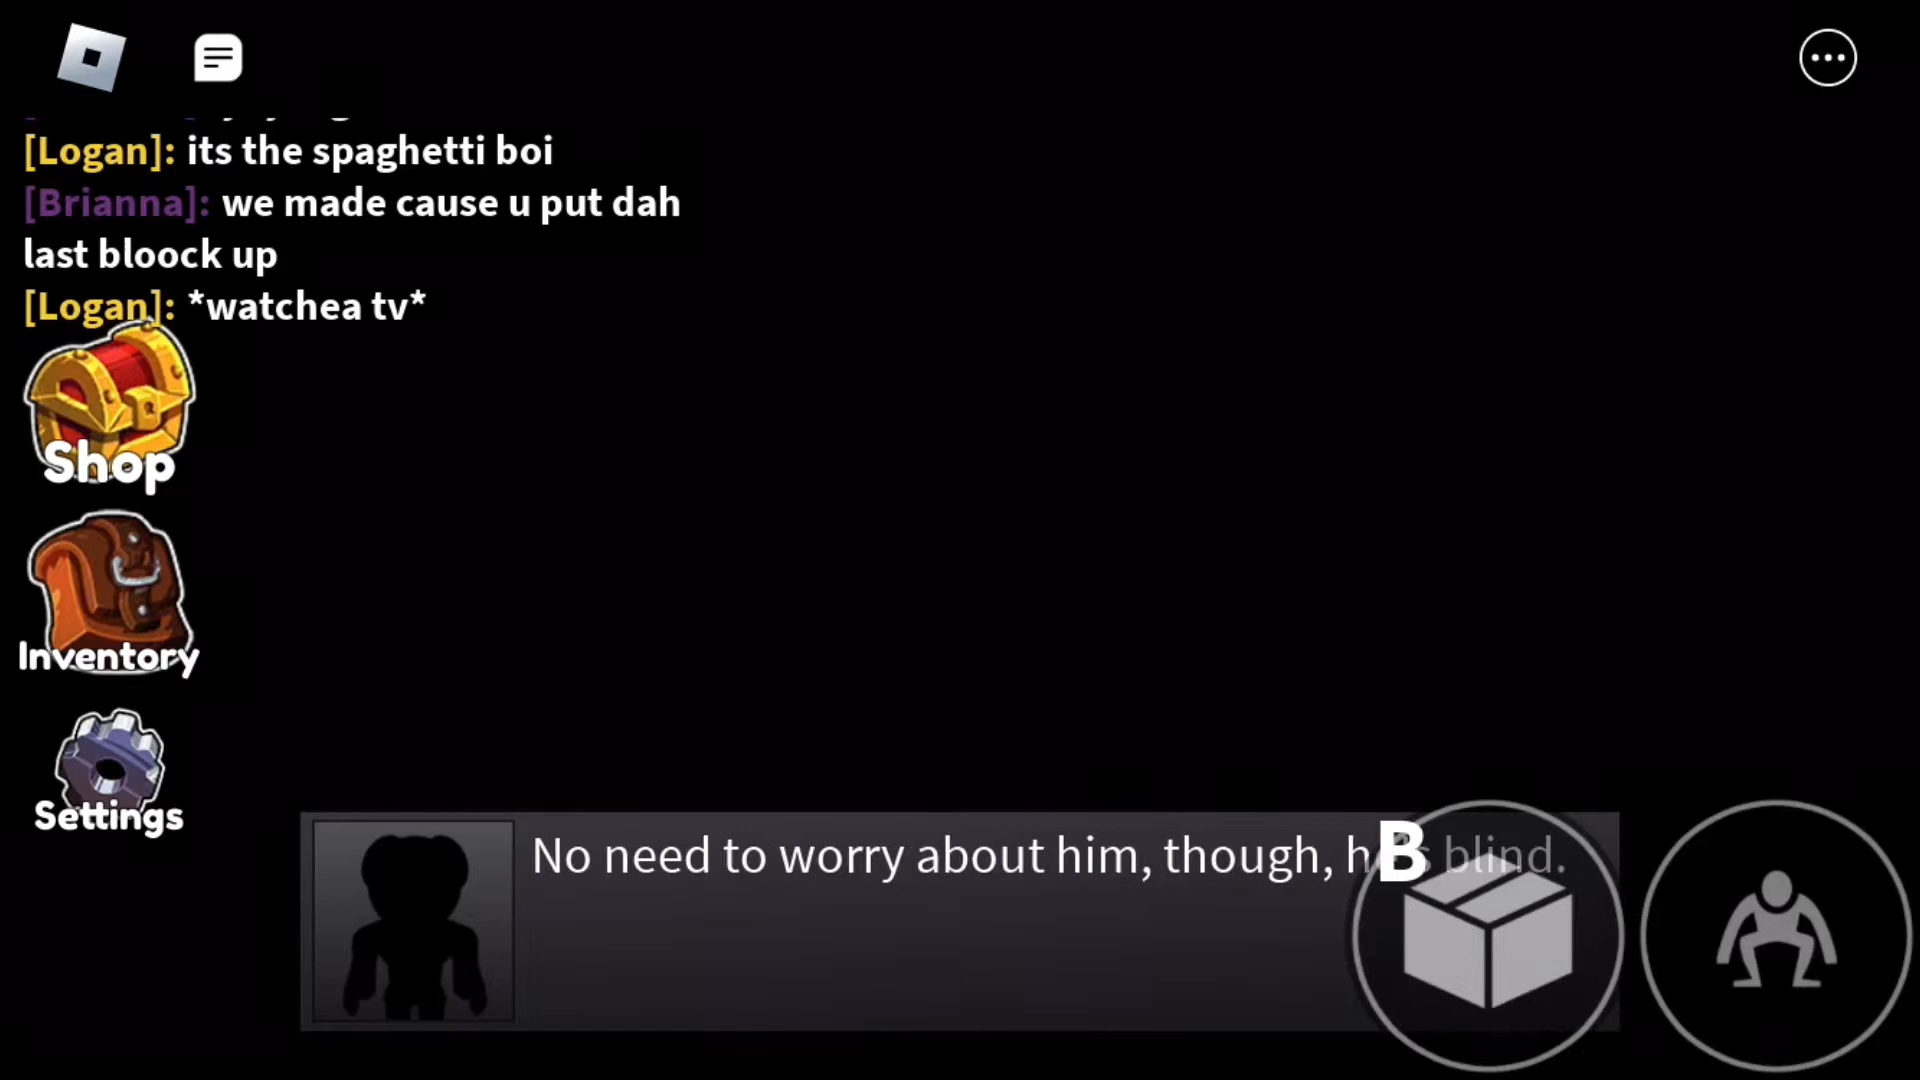 [Logan]: its the spaghetti boi
[Brianna]: we made cause u put dah
last bloock up
[Logan]: *watchea tv*
Shop
Inventory
Settings
No need to worry about him, though, he's blind.
B